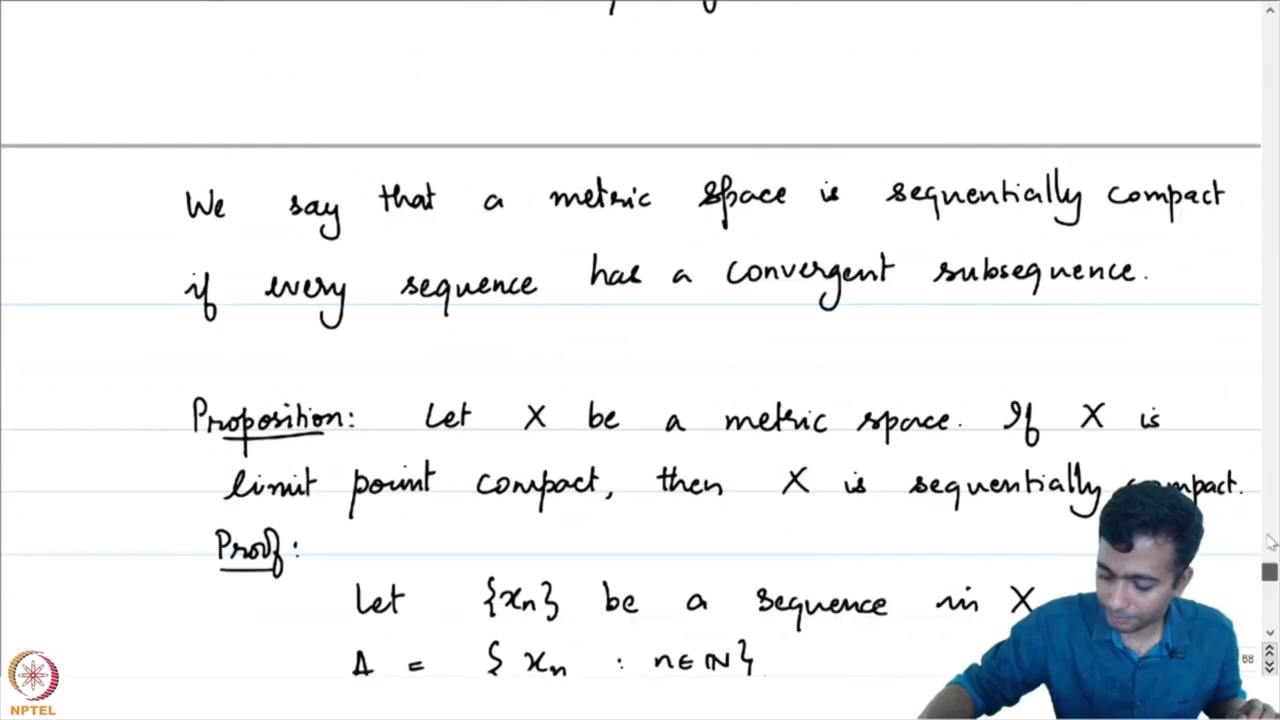 We say that a metric space is sequentially compact
if every sequence has a convergent subsequence.
Proposition: Let X be a metric space. If X is
limit point compact, then X is sequentially compact.
Proof:
Let {xₙ} be a sequence in X
A = { xₙ : n ∈ ℕ}
68
NPTEL